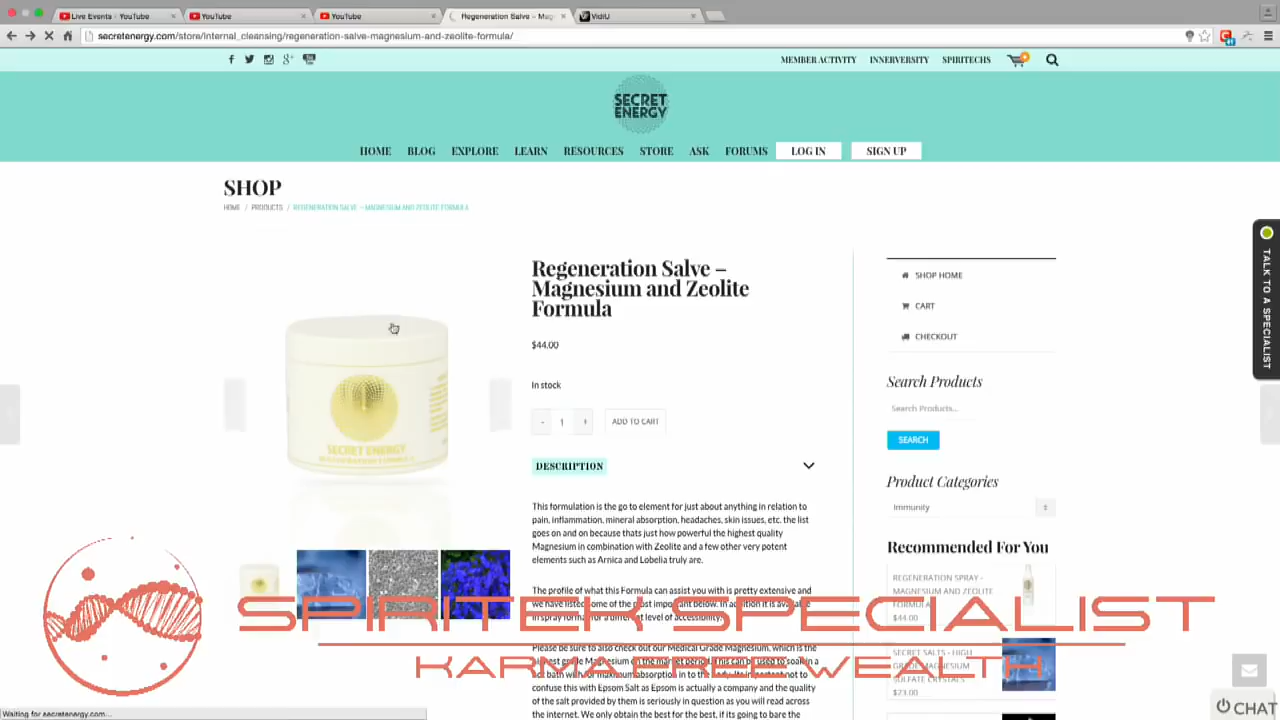 Live Events - YouTube
YouTube
YouTube
Regeneration Salve – Mag
VidiU
secretenergy.com/store/internal_cleansing/regeneration-salve-magnesium-and-zeolite-formula/
MEMBER ACTIVITY INNERVERSITY SPIRITECHS
SECRET
ENERGY
HOME BLOG EXPLORE LEARN RESOURCES STORE ASK FORUMS LOG IN SIGN UP
SHOP
HOME / PRODUCTS / REGENERATION SALVE – MAGNESIUM AND ZEOLITE FORMULA
Regeneration Salve –
Magnesium and Zeolite
Formula
$44.00
In stock
- 1 +
ADD TO CART
DESCRIPTION
This formulation is the go to element for just about anything in relation to
pain, inflammation, mineral absorption, headaches, skin issues, etc. the list
goes on and on because thats just how powerful the highest quality
Magnesium in combination with Zeolite and a few other very potent
elements such as Arnica and Lobelia truly are.
The profile of what this Formula can assist you with is pretty extensive and
we have listed some of the most important below. In addition it is available
in spray form for a different level of accessibility.
Please be sure to also check out our Medical Grade Magnesium, which is the
highest grade Magnesium on the market period. This can be used to soak in a
hot bath with for maximum absorption in to the body. Its important not to
confuse this with Epsom Salt as Epsom is actually a company and the quality
of the salt provided by them is seriously in question as you will read across
the internet. We only obtain the best for the best, if its going to bare the
SECRET ENERGY
SHOP HOME
CART
CHECKOUT
Search Products
Search Products...
SEARCH
Product Categories
Immunity
Recommended For You
REGENERATION SPRAY -
MAGNESIUM AND ZEOLITE
FORMULA
$44.00
SECRET SALTS - HIGH
GRADE MAGNESIUM
SULFATE CRYSTALS
$73.00
TALK TO A SPECIALIST
SPIRITEK SPECIALIST
KARMA FREE WEALTH
CHAT
Waiting for secretenergy.com...